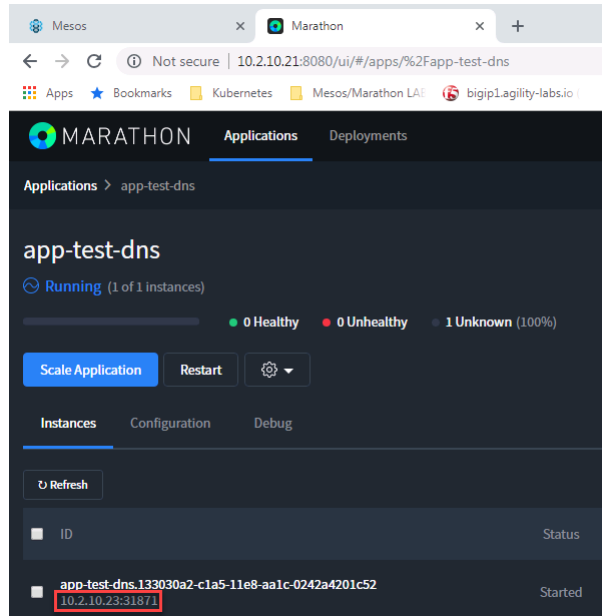 Mesos
Marathon
Not secure | 10.2.10.21:8080/ui/#/apps/%2Fapp-test-dns
Apps Bookmarks Kubernetes Mesos/Marathon LAB bigip1.agility-labs.io
MARATHON Applications Deployments
Applications > app-test-dns
app-test-dns
Running (1 of 1 instances)
0 Healthy 0 Unhealthy 1 Unknown (100%)
Scale Application Restart
Instances Configuration Debug
Refresh
ID Status
app-test-dns.133030a2-c1a5-11e8-aa1c-0242a4201c52
10.2.10.23:31871 Started